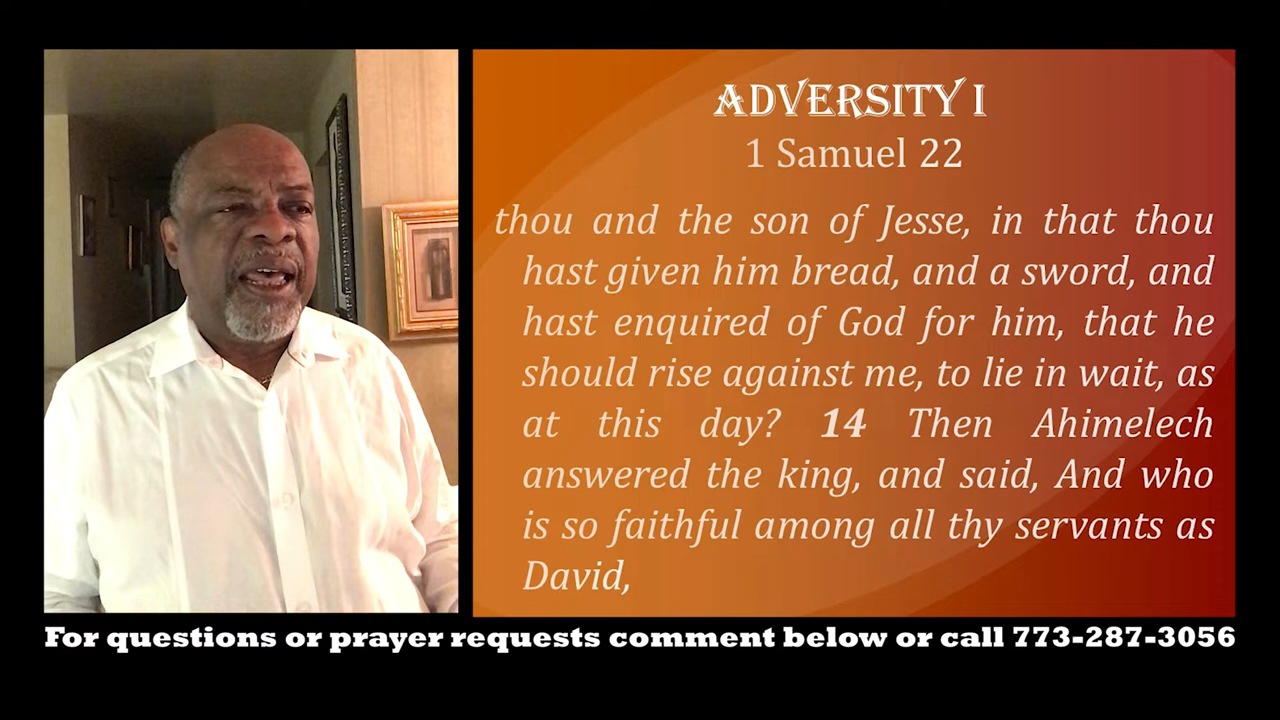 ADVERSITY I
1 Samuel 22
thou and the son of Jesse, in that thou
hast given him bread, and a sword, and
hast enquired of God for him, that he
should rise against me, to lie in wait, as
at this day? 14 Then Ahimelech
answered the king, and said, And who
is so faithful among all thy servants as
David,
For questions or prayer requests comment below or call 773-287-3056